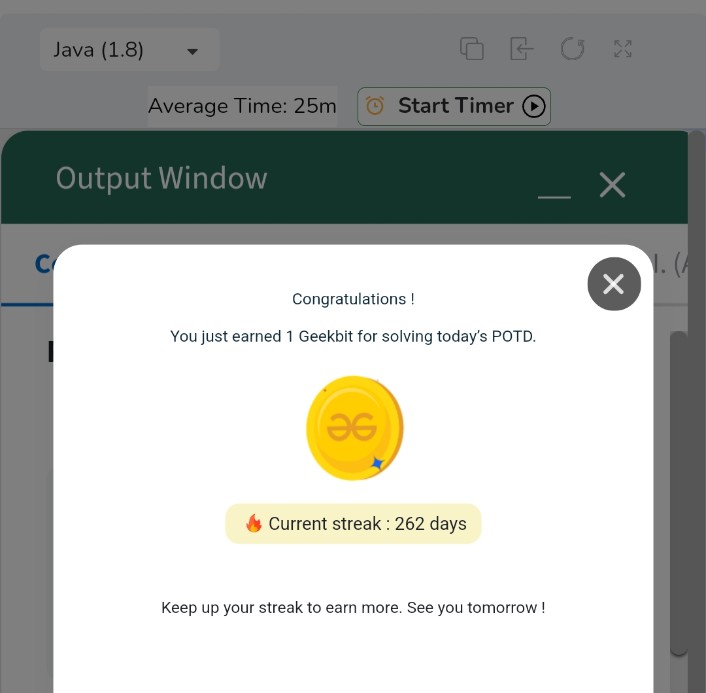 Java (1.8)
Average Time: 25m
Start Timer
Output Window
Congratulations !
You just earned 1 Geekbit for solving today's POTD.
🔥 Current streak : 262 days
Keep up your streak to earn more. See you tomorrow !